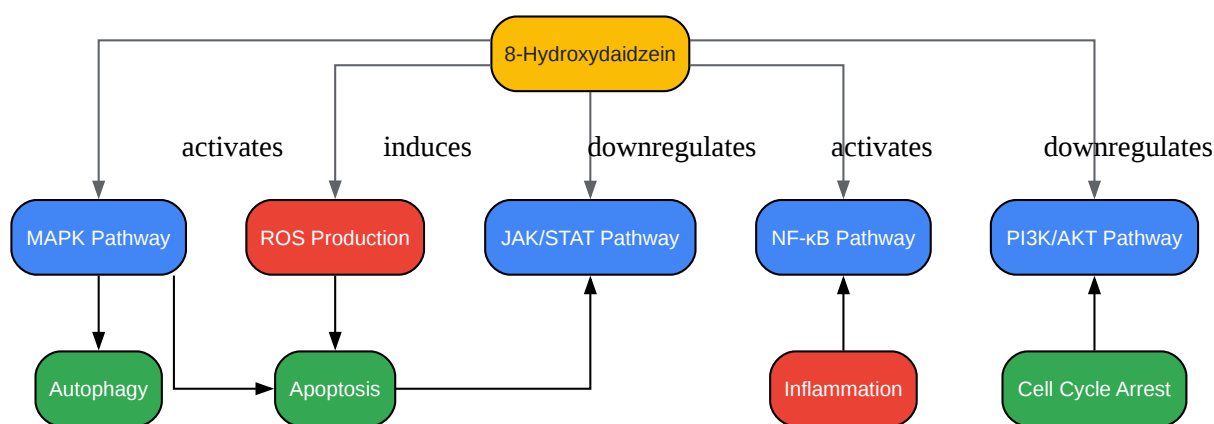 8-Hydroxydaidzein
activates
induces
downregulates
activates
downregulates
MAPK Pathway
ROS Production
JAK/STAT Pathway
NF-κB Pathway
PI3K/AKT Pathway
Autophagy
Apoptosis
Inflammation
Cell Cycle Arrest